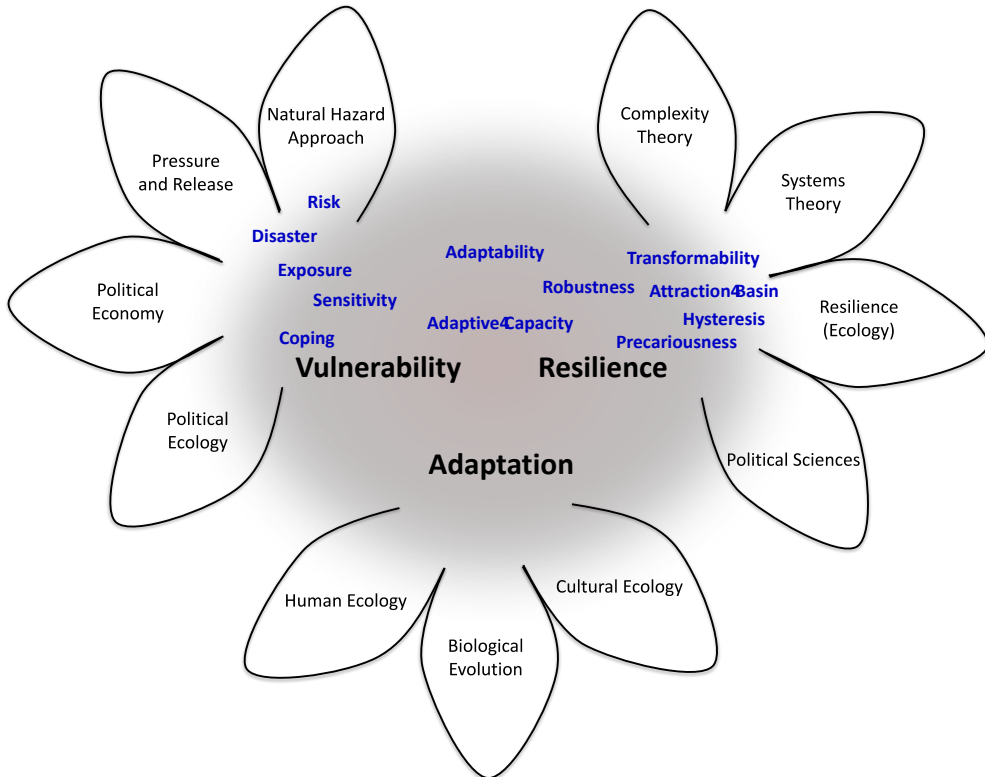 Natural Hazard
Approach
Complexity
Theory
Pressure
and Release
Systems
Theory
Risk
Disaster
Adaptability
Transformability
Exposure
Robustness
Attraction4Basin
Sensitivity
Political
Economy
Resilience
(Ecology)
Adaptive4Capacity
Hysteresis
Coping
Precariousness
Vulnerability
Resilience
Political
Ecology
Adaptation
Political Sciences
Human Ecology
Cultural Ecology
Biological
Evolution